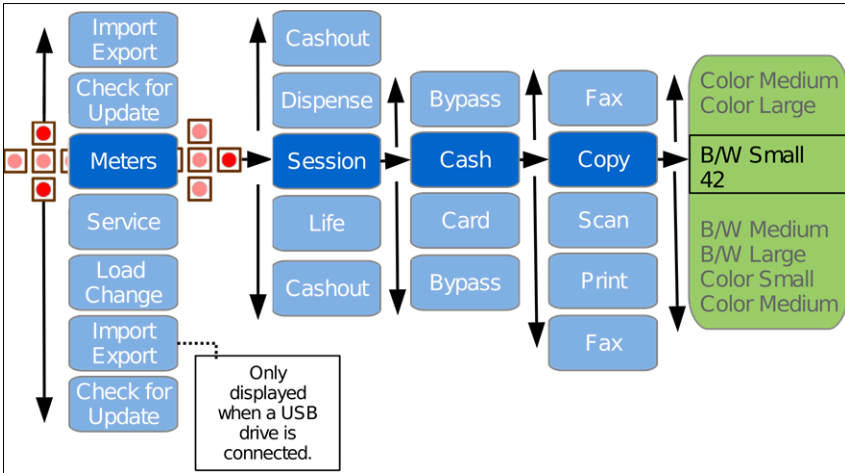 Import
Export
Check for
Update
Meters
Service
Load
Change
Import
Export
Check for
Update
Only
displayed
when a USB
drive is
connected.
Cashout
Dispense
Session
Life
Cashout
Bypass
Cash
Card
Bypass
Fax
Copy
Scan
Print
Fax
Color Medium
Color Large
B/W Small
42
B/W Medium
B/W Large
Color Small
Color Medium